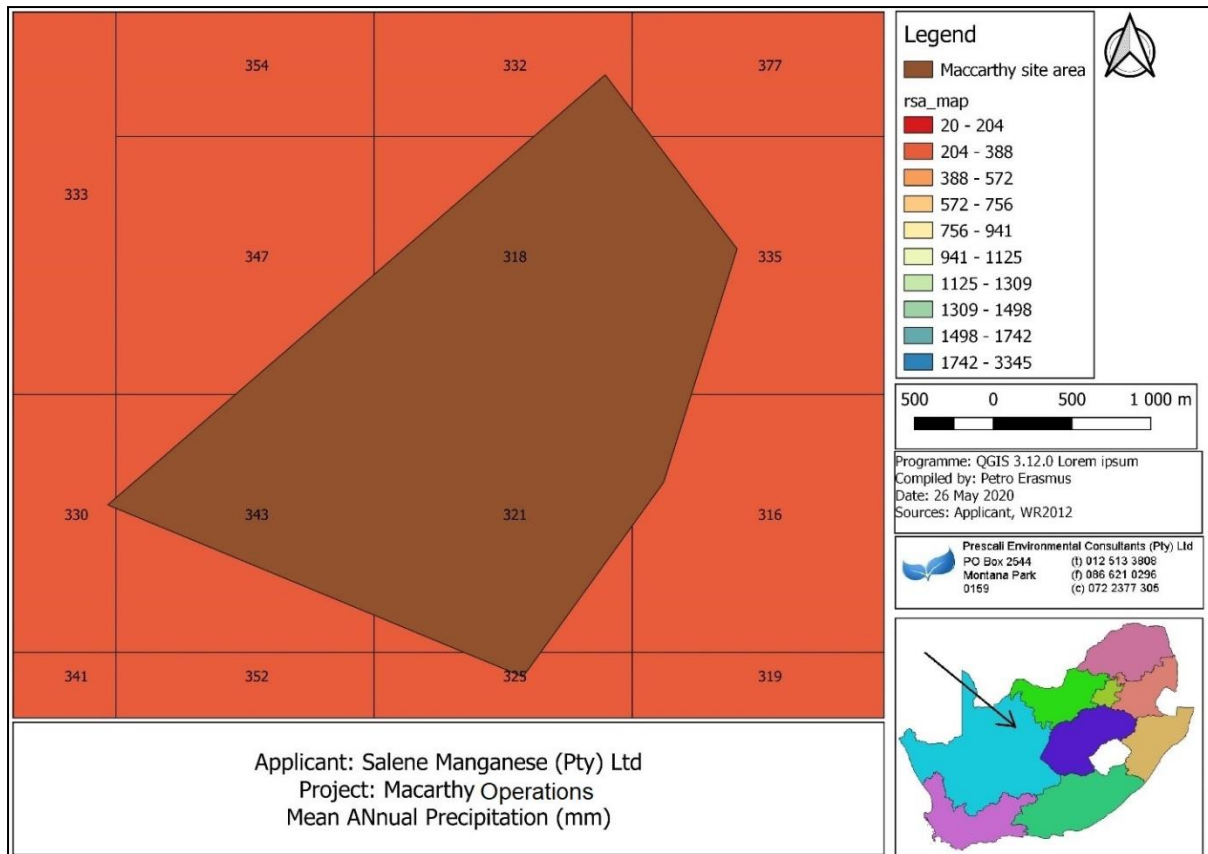 354
332
377
333
347
318
335
330
343
321
316
341
352
325
319
Legend
Maccarthy site area
rsa_map
20 - 204
204 - 388
388 - 572
572 - 756
756 - 941
941 - 1125
1125 - 1309
1309 - 1498
1498 - 1742
1742 - 3345
500 0 500 1 000 m
Programme: QGIS 3.12.0 Lorem ipsum
Compiled by: Petro Erasmus
Date: 26 May 2020
Sources: Applicant, WR2012
Prescali Environmental Consultants (Pty) Ltd
PO Box 2544 (t) 012 513 3808
Montana Park (f) 086 621 0296
0159 (c) 072 2377 305
Applicant: Salene Manganese (Pty) Ltd
Project: Macarthy Operations
Mean ANnual Precipitation (mm)